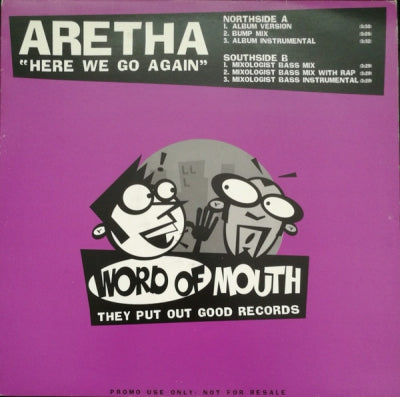 ARETHA
"HERE WE GO AGAIN"
NORTHSIDE A
1. ALBUM VERSION
2. BUMP MIX
3. ALBUM INSTRUMENTAL
SOUTHSIDE B
1. MIXOLOGIST BASS MIX
2. MIXOLOGIST BASS MIX WITH RAP
3. MIXOLOGIST BASS INSTRUMENTAL
WORD OF MOUTH
THEY PUT OUT GOOD RECORDS
PROMO USE ONLY- NOT FOR RESALE